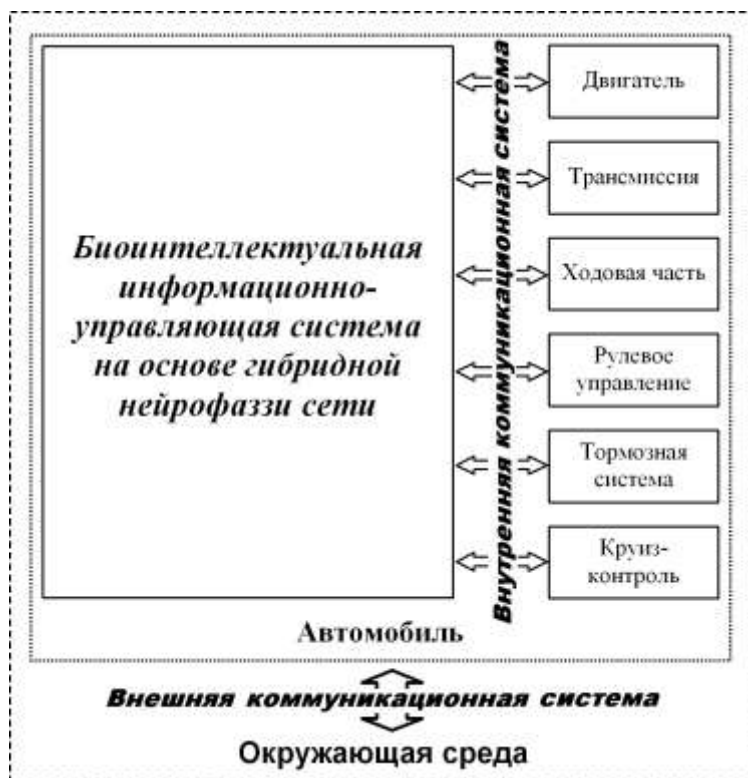 Биоинтеллектуальная
информационно-
управляющая система
на основе гибридной
нейрофаззи сети
Внутренняя коммуникационная система
Двигатель
Трансмиссия
Ходовая часть
Рулевое
управление
Тормозная
система
Круиз-
контроль
Автомобиль
Внешняя коммуникационная система
Окружающая среда